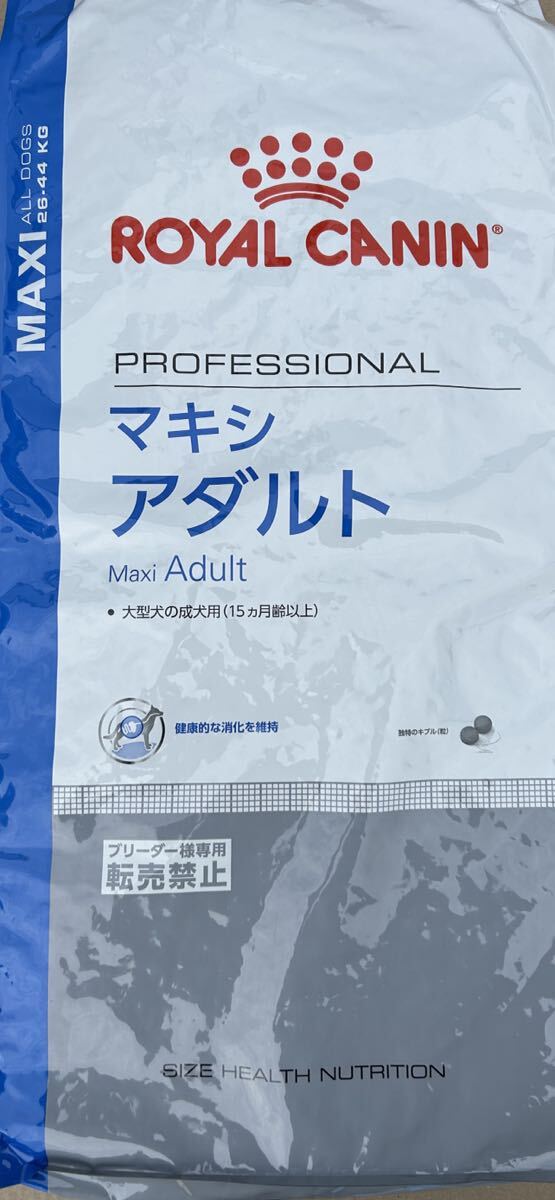 MAXI ALL DOGS
26-44 KG
ROYAL CANIN®
PROFESSIONAL
マキシ
アダルト
Maxi Adult
• 大型犬の成犬用(15ヵ月齢以上)
健康的な消化を維持
独特のキブル(粒)
ブリーダー様専用
転売禁止
SIZE HEALTH NUTRITION